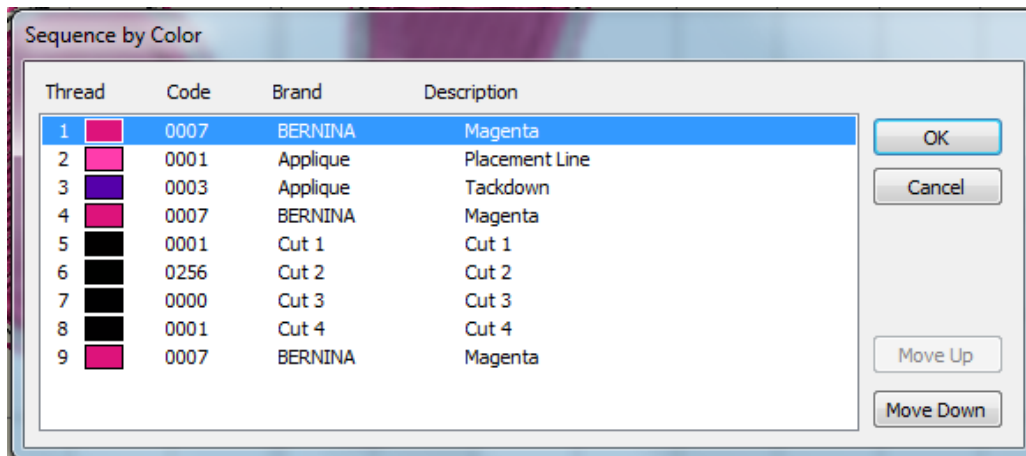 Sequence by Color
Thread Code Brand Description
1 0007 BERNINA Magenta
2 0001 Applique Placement Line
3 0003 Applique Tackdown
4 0007 BERNINA Magenta
5 0001 Cut 1 Cut 1
6 0256 Cut 2 Cut 2
7 0000 Cut 3 Cut 3
8 0001 Cut 4 Cut 4
9 0007 BERNINA Magenta
OK
Cancel
Move Up
Move Down